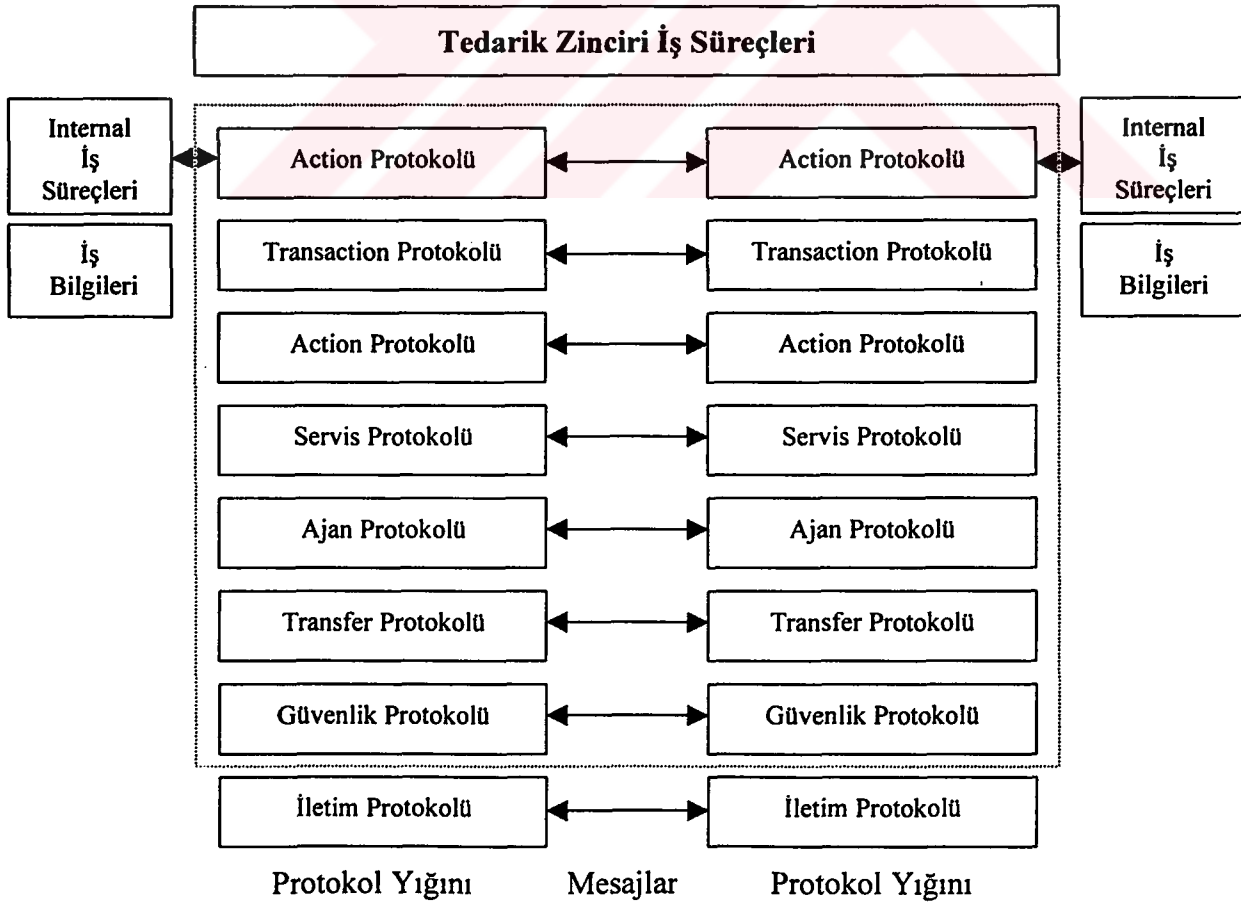 Tedarik Zinciri İş Süreçleri
Internal
İş
Süreçleri
İş
Bilgileri
Action Protokolü
Action Protokolü
Transaction Protokolü
Transaction Protokolü
Action Protokolü
Action Protokolü
Servis Protokolü
Servis Protokolü
Ajan Protokolü
Ajan Protokolü
Transfer Protokolü
Transfer Protokolü
Güvenlik Protokolü
Güvenlik Protokolü
İletim Protokolü
İletim Protokolü
Internal
İş
Süreçleri
İş
Bilgileri
Protokol Yığını Mesajlar Protokol Yığını